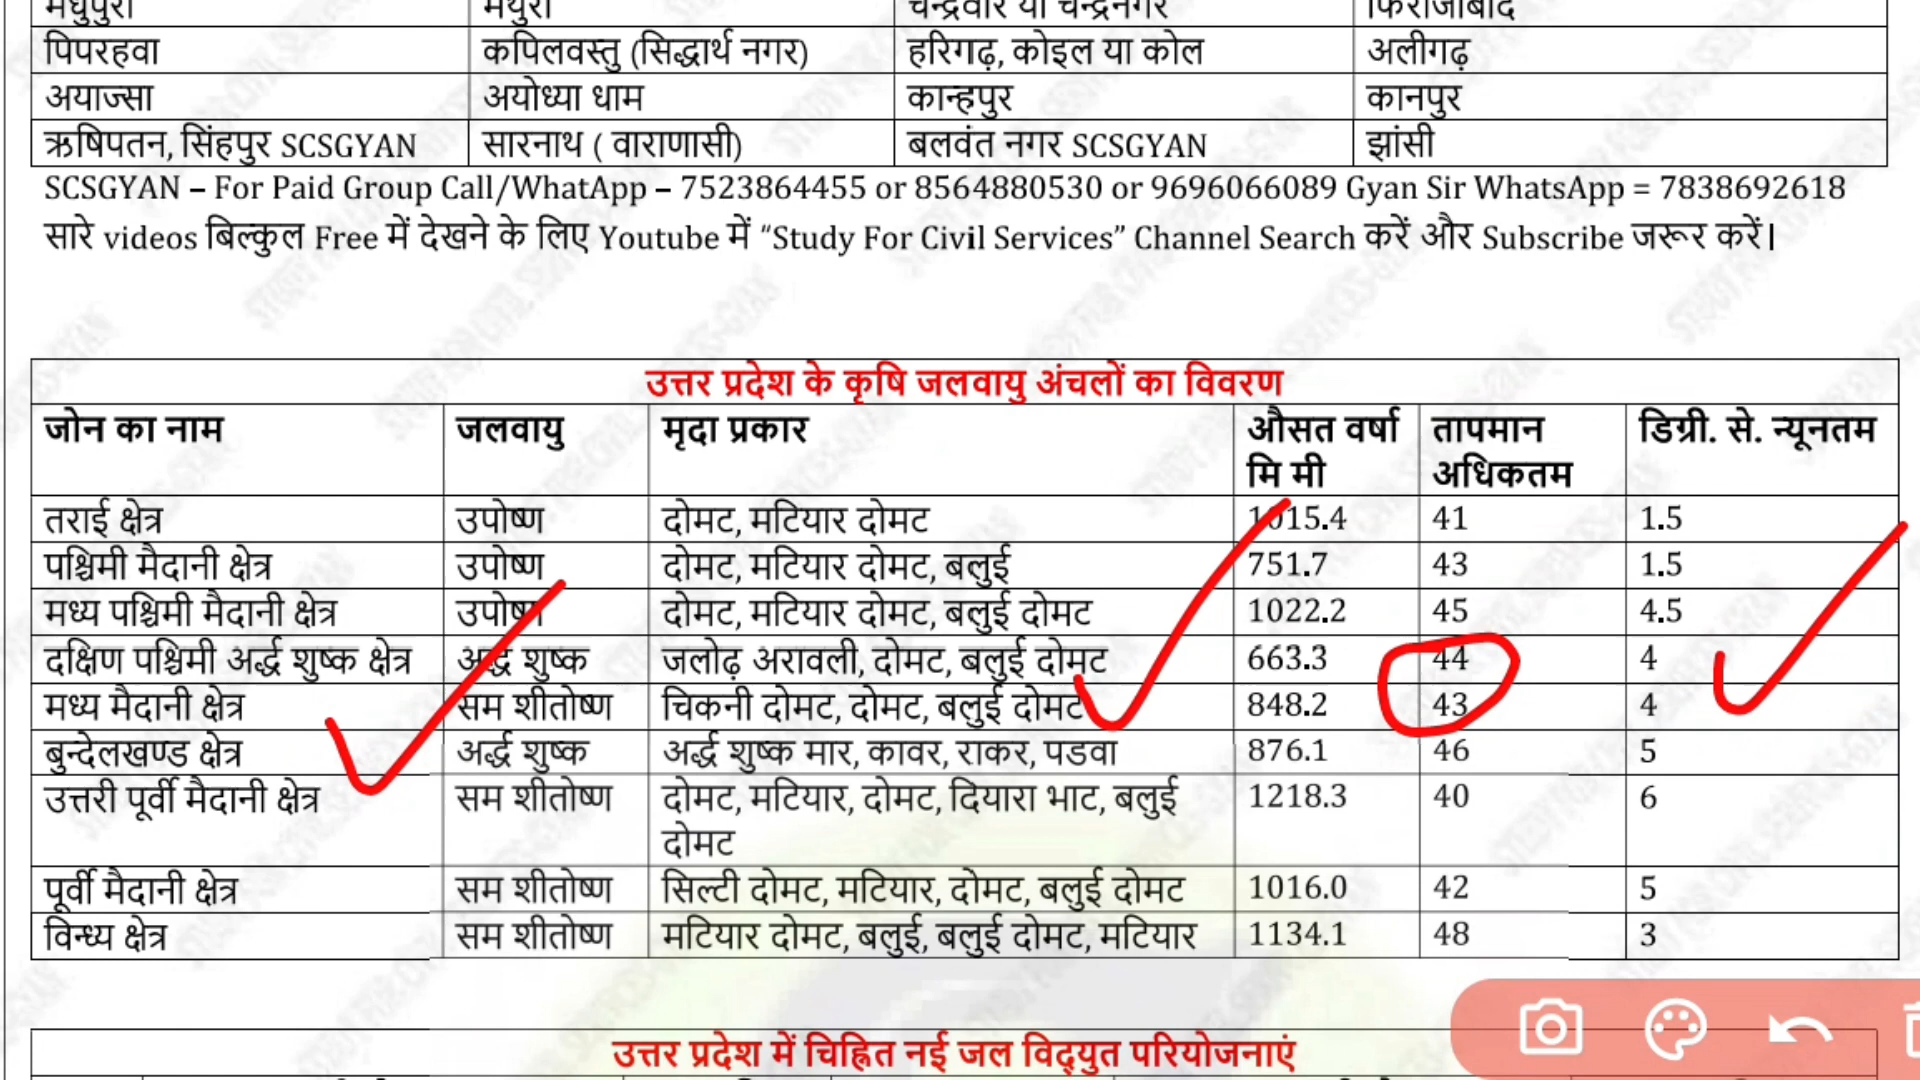 मधुपुरी मथुरा चन्द्रवार या चन्द्रनगर फिरोजाबाद
पिपरहवा कपिलवस्तु (सिद्धार्थ नगर) हरिगढ़, कोइल या कोल अलीगढ़
अयाज्सा अयोध्या धाम कान्हपुर कानपुर
ऋषिपतन, सिंहपुर SCSGYAN सारनाथ ( वाराणासी) बलवंत नगर SCSGYAN झांसी
SCSGYAN – For Paid Group Call/WhatApp – 7523864455 or 8564880530 or 9696066089 Gyan Sir WhatsApp = 7838692618
सारे videos बिल्कुल Free में देखने के लिए Youtube में “Study For Civil Services” Channel Search करें और Subscribe जरूर करें।
उत्तर प्रदेश के कृषि जलवायु अंचलों का विवरण
जोन का नाम जलवायु मृदा प्रकार औसत वर्षा तापमान डिग्री. से. न्यूनतम
मि मी अधिकतम
तराई क्षेत्र उपोष्ण दोमट, मटियार दोमट 1015.4 41 1.5
पश्चिमी मैदानी क्षेत्र उपोष्ण दोमट, मटियार दोमट, बलुई 751.7 43 1.5
मध्य पश्चिमी मैदानी क्षेत्र उपोष्ण दोमट, मटियार दोमट, बलुई दोमट 1022.2 45 4.5
दक्षिण पश्चिमी अर्द्ध शुष्क क्षेत्र अर्द्ध शुष्क जलोढ़ अरावली, दोमट, बलुई दोमट 663.3 44 4
मध्य मैदानी क्षेत्र सम शीतोष्ण चिकनी दोमट, दोमट, बलुई दोमट 848.2 43 4
बुन्देलखण्ड क्षेत्र अर्द्ध शुष्क अर्द्ध शुष्क मार, कावर, राकर, पडवा 876.1 46 5
उत्तरी पूर्वी मैदानी क्षेत्र सम शीतोष्ण दोमट, मटियार, दोमट, दियारा भाट, बलुई 1218.3 40 6
दोमट
पूर्वी मैदानी क्षेत्र सम शीतोष्ण सिल्टी दोमट, मटियार, दोमट, बलुई दोमट 1016.0 42 5
विन्ध्य क्षेत्र सम शीतोष्ण मटियार दोमट, बलुई, बलुई दोमट, मटियार 1134.1 48 3
उत्तर प्रदेश में चिह्नित नई जल विद्युत परियोजनाएं